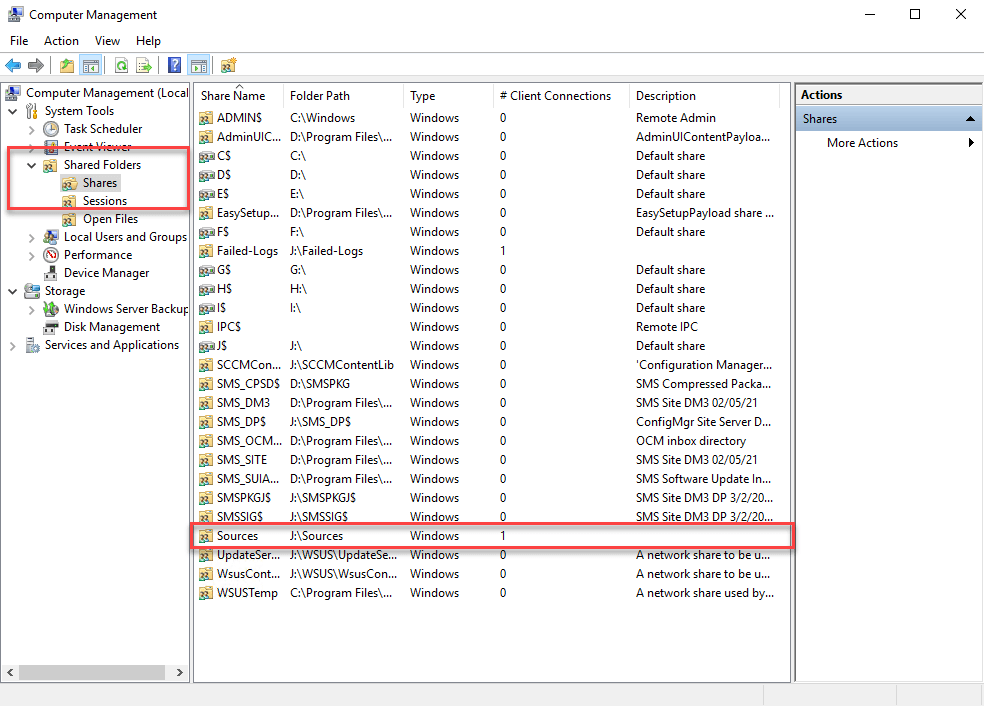 Computer Management
File Action View Help
Computer Management (Local
System Tools
Task Scheduler
Event Viewer
Shared Folders
Shares
Sessions
Open Files
Local Users and Groups
Performance
Device Manager
Storage
Windows Server Backup
Disk Management
Services and Applications
Share Name Folder Path Type # Client Connections Description
ADMIN$ C:\Windows Windows 0 Remote Admin
AdminUIC... D:\Program Files\... Windows 0 AdminUIContentPayloa...
C$ C:\ Windows 0 Default share
D$ D:\ Windows 0 Default share
E$ E:\ Windows 0 Default share
EasySetup... D:\Program Files\... Windows 0 EasySetupPayload share ...
F$ F:\ Windows 0 Default share
Failed-Logs J:\Failed-Logs Windows 1
G$ G:\ Windows 0 Default share
H$ H:\ Windows 0 Default share
I$ I:\ Windows 0 Default share
IPC$ Windows 0 Remote IPC
J$ J:\ Windows 0 Default share
SCCMCon... J:\SCCMContentLib Windows 0 'Configuration Manager...
SMS_CPSD$ D:\SMSPKG Windows 0 SMS Compressed Packa...
SMS_DM3 D:\Program Files\... Windows 0 SMS Site DM3 02/05/21
SMS_DP$ J:\SMS_DP$ Windows 0 ConfigMgr Site Server D...
SMS_OCM... D:\Program Files\... Windows 0 OCM inbox directory
SMS_SITE D:\Program Files\... Windows 0 SMS Site DM3 02/05/21
SMS_SUIA... D:\Program Files\... Windows 0 SMS Software Update In...
SMSPKGJ$ J:\SMSPKGJ$ Windows 0 SMS Site DM3 DP 3/2/20...
SMSSIG$ J:\SMSSIG$ Windows 0 SMS Site DM3 DP 3/2/20...
Sources J:\Sources Windows 1
UpdateSer... J:\WSUS\UpdateSe... Windows 0 A network share to be u...
WsusCont... J:\WSUS\WsusCon... Windows 0 A network share to be u...
WSUSTemp C:\Program Files\... Windows 0 A network share used by...
Actions
Shares
More Actions